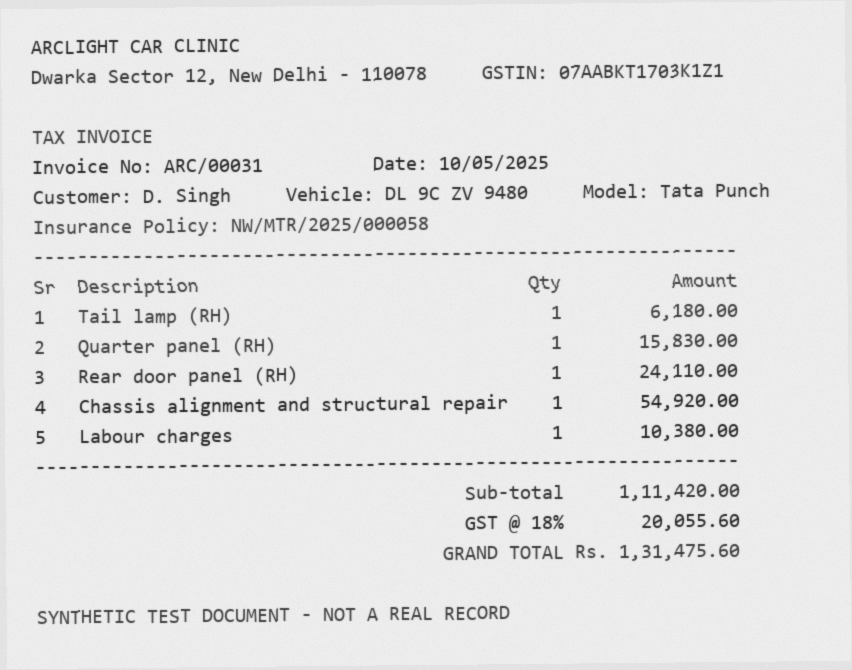 ARCLIGHT CAR CLINIC
Dwarka Sector 12, New Delhi - 110078 GSTIN: 07AABKT1703K1Z1
TAX INVOICE
Invoice No: ARC/00031 Date: 10/05/2025
Customer: D. Singh Vehicle: DL 9C ZV 9480 Model: Tata Punch
Insurance Policy: NW/MTR/2025/000058
------------------------------------------------------------------
Sr Description Qty Amount
1 Tail lamp (RH) 1 6,180.00
2 Quarter panel (RH) 1 15,830.00
3 Rear door panel (RH) 1 24,110.00
4 Chassis alignment and structural repair 1 54,920.00
5 Labour charges 1 10,380.00
------------------------------------------------------------------
Sub-total 1,11,420.00
GST @ 18% 20,055.60
GRAND TOTAL Rs. 1,31,475.60
SYNTHETIC TEST DOCUMENT - NOT A REAL RECORD